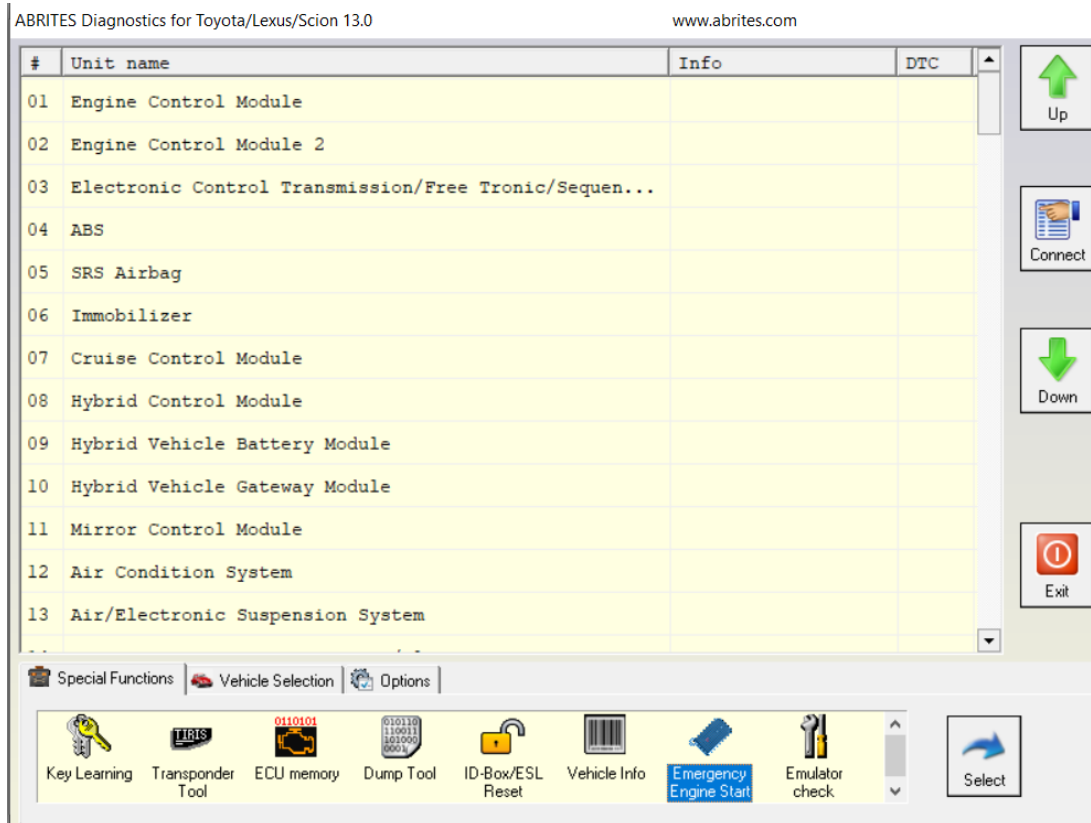 ABRITES Diagnostics for Toyota/Lexus/Scion 13.0 www.abrites.com
# Unit name Info DTC
01 Engine Control Module
02 Engine Control Module 2
03 Electronic Control Transmission/Free Tronic/Sequen...
04 ABS
05 SRS Airbag
06 Immobilizer
07 Cruise Control Module
08 Hybrid Control Module
09 Hybrid Vehicle Battery Module
10 Hybrid Vehicle Gateway Module
11 Mirror Control Module
12 Air Condition System
13 Air/Electronic Suspension System
Up
Connect
Down
Exit
Special Functions Vehicle Selection Options
0110101
TIRIS
010110
110011
101000
0001
Key Learning
Transponder
Tool
ECU memory
Dump Tool
ID-Box/ESL
Reset
Vehicle Info
Emergency
Engine Start
Emulator
check
Select